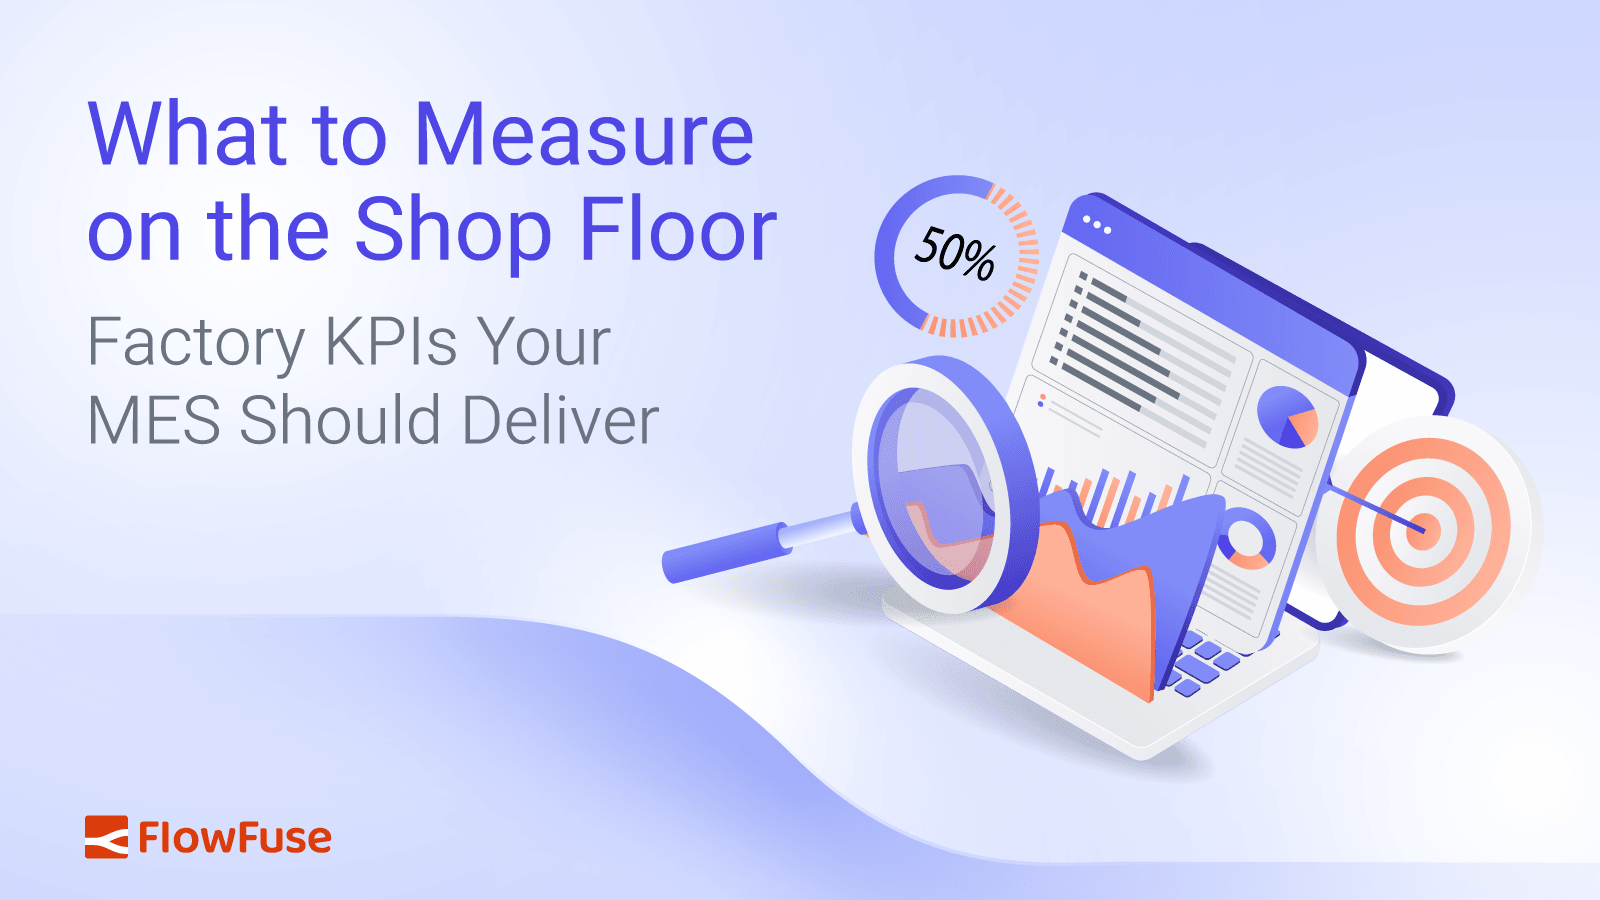 What to Measure
on the Shop Floor
Factory KPIs Your
MES Should Deliver
50%
FlowFuse